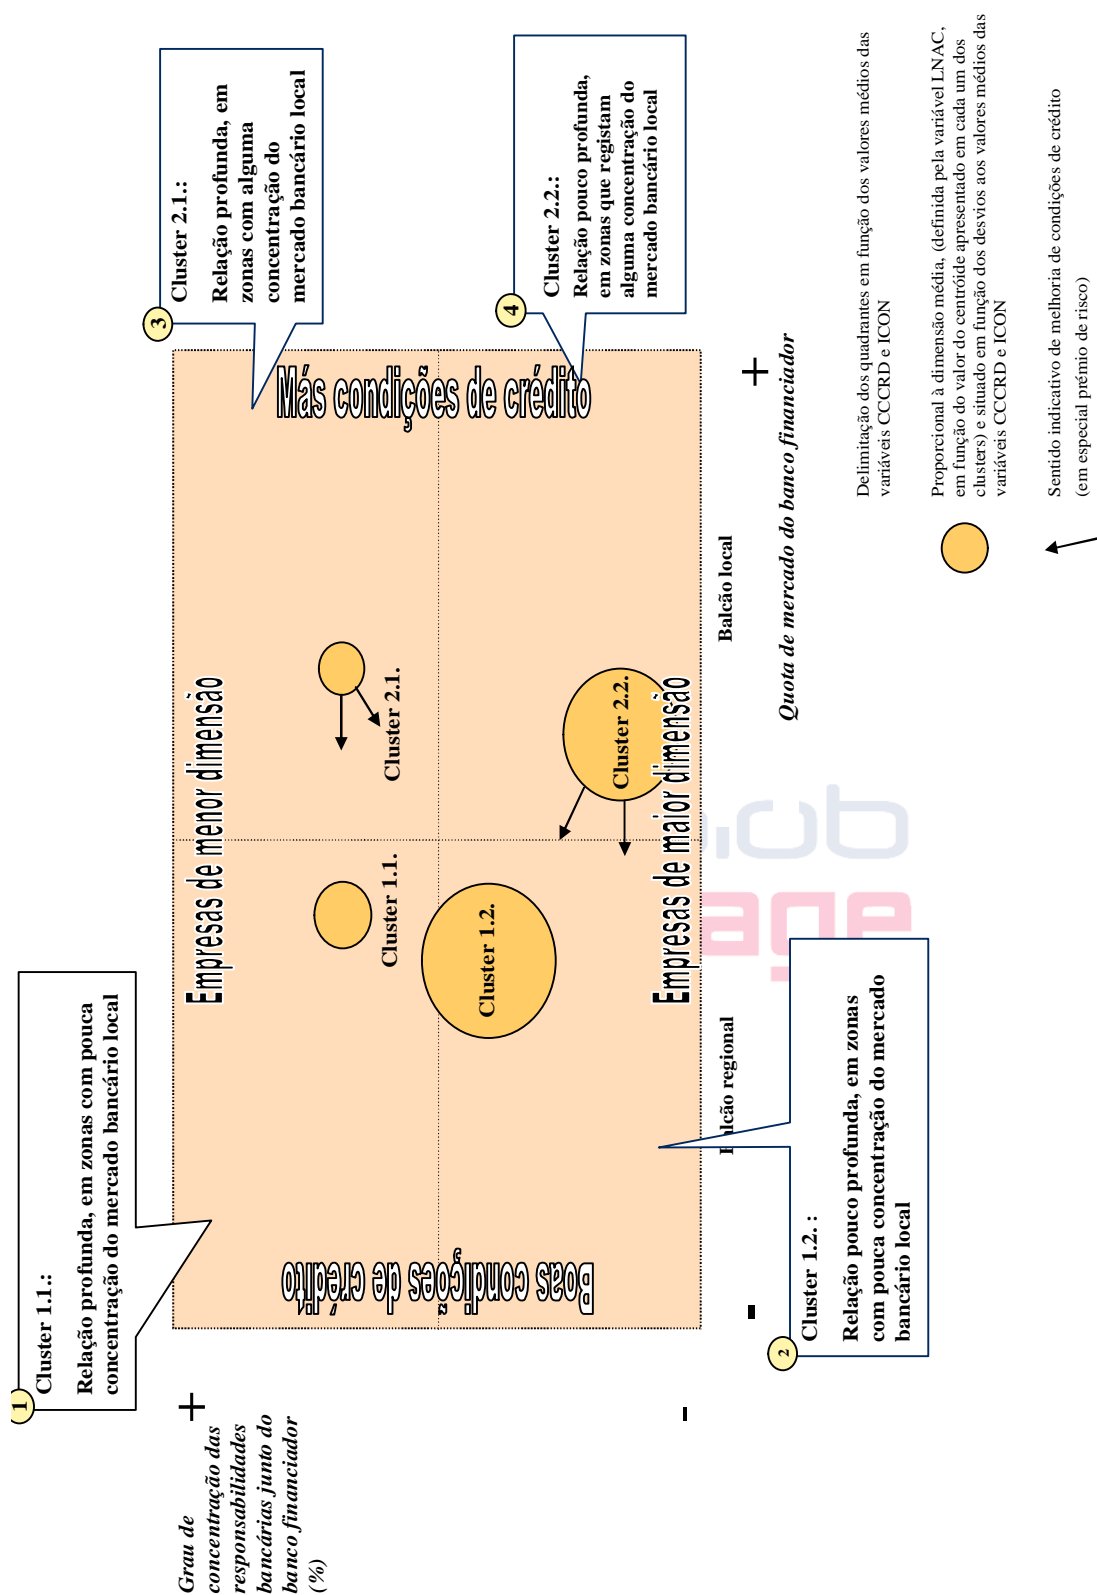 1
Cluster 1.1.:
Relação profunda, em zonas com pouca
concentração do mercado bancário local
3
Cluster 2.1.:
Relação profunda, em
zonas com alguma
concentração do
mercado bancário local
Grau de
concentração das
responsabilidades
bancárias junto do
banco financiador
(%)
+
-
Empresas de menor dimensão
Boas condições de crédito
Más condições de crédito
Cluster 1.1.
Cluster 2.1.
Cluster 1.2.
Cluster 2.2.
Empresas de maior dimensão
4
Cluster 2.2.:
Relação pouco profunda,
em zonas que registam
alguma concentração do
mercado bancário local
Balcão regional
Balcão local
-
+
Quota de mercado do banco financiador
2
Cluster 1.2. :
Relação pouco profunda, em zonas
com pouca concentração do mercado
bancário local
Delimitação dos quadrantes em função dos valores médios das
variáveis CCCRD e ICON
Proporcional à dimensão média, (definida pela variável LNAC,
em função do valor do centróide apresentado em cada um dos
clusters) e situado em função dos desvios aos valores médios das
variáveis CCCRD e ICON
Sentido indicativo de melhoria de condições de crédito
(em especial prémio de risco)